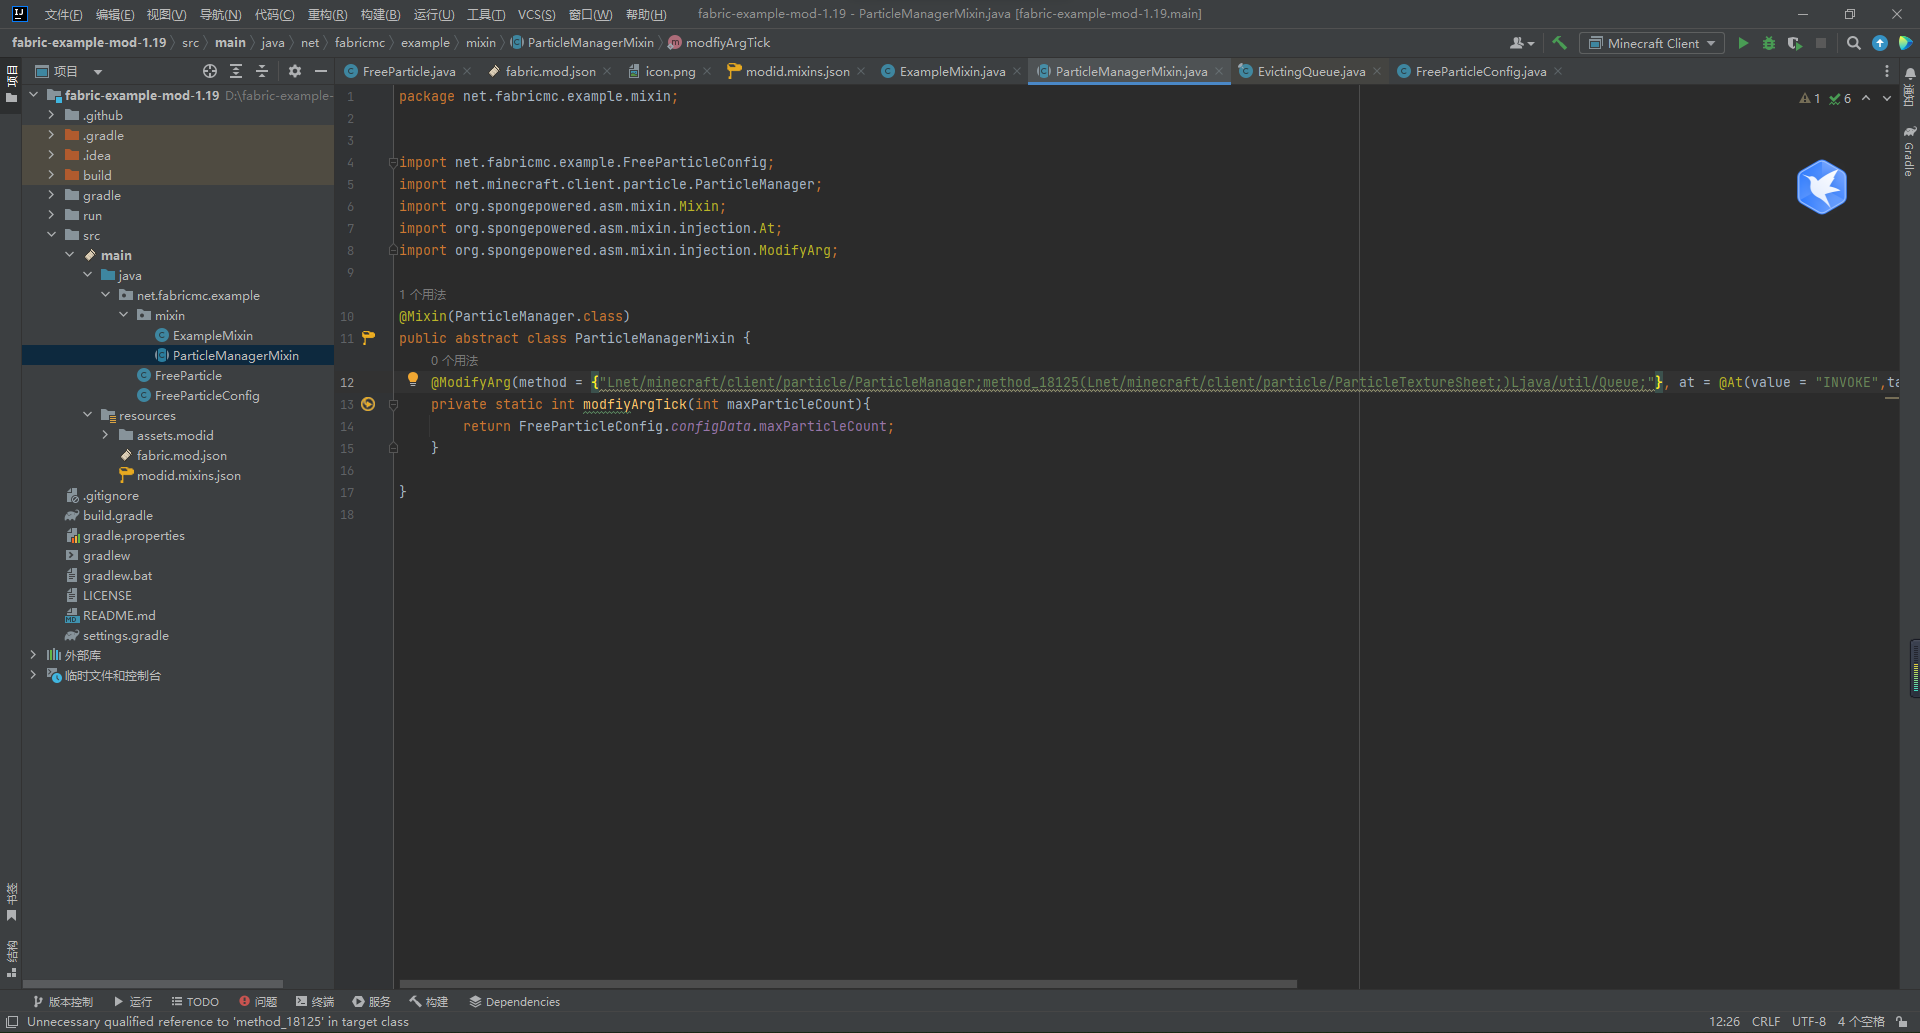 文件(F) 编辑(E) 视图(V) 导航(N) 代码(C) 重构(R) 构建(B) 运行(U) 工具(T) VCS(S) 窗口(W) 帮助(H) fabric-example-mod-1.19 - ParticleManagerMixin.java [fabric-example-mod-1.19.main]
fabric-example-mod-1.19 src main java net fabricmc example mixin ParticleManagerMixin modfiyArgTick Minecraft Client
项目
项目
FreeParticle.java fabric.mod.json icon.png modid.mixins.json ExampleMixin.java ParticleManagerMixin.java EvictingQueue.java FreeParticleConfig.java
通知
Gradle
fabric-example-mod-1.19 D:\fabric-example-
.github
.gradle
.idea
build
gradle
run
src
main
java
net.fabricmc.example
mixin
ExampleMixin
ParticleManagerMixin
FreeParticle
FreeParticleConfig
resources
assets.modid
fabric.mod.json
modid.mixins.json
.gitignore
build.gradle
gradle.properties
gradlew
gradlew.bat
LICENSE
README.md
settings.gradle
外部库
临时文件和控制台
1 package net.fabricmc.example.mixin;
1 6
2
3
4 import net.fabricmc.example.FreeParticleConfig;
5 import net.minecraft.client.particle.ParticleManager;
6 import org.spongepowered.asm.mixin.Mixin;
7 import org.spongepowered.asm.mixin.injection.At;
8 import org.spongepowered.asm.mixin.injection.ModifyArg;
9
1 个用法
10 @Mixin(ParticleManager.class)
11 public abstract class ParticleManagerMixin {
0 个用法
12 @ModifyArg(method = {"Lnet/minecraft/client/particle/ParticleManager;method_18125(Lnet/minecraft/client/particle/ParticleTextureSheet;)Ljava/util/Queue;"}, at = @At(value = "INVOKE",ta
13 private static int modfiyArgTick(int maxParticleCount){
14 return FreeParticleConfig.configData.maxParticleCount;
15 }
16
17 }
18
书签
结构
版本控制 运行 TODO 问题 终端 服务 构建 Dependencies
Unnecessary qualified reference to 'method_18125' in target class 12:26 CRLF UTF-8 4 个空格